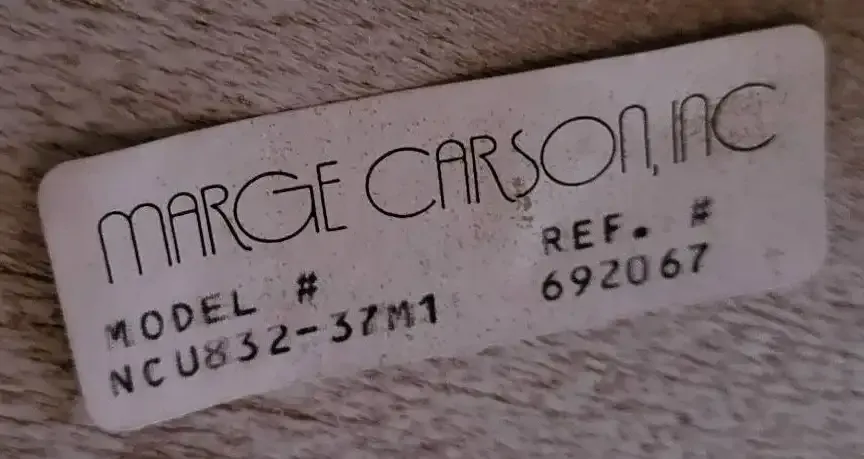 MARGE CARSON, INC
MODEL #
NCU832-37M1
REF. #
692067